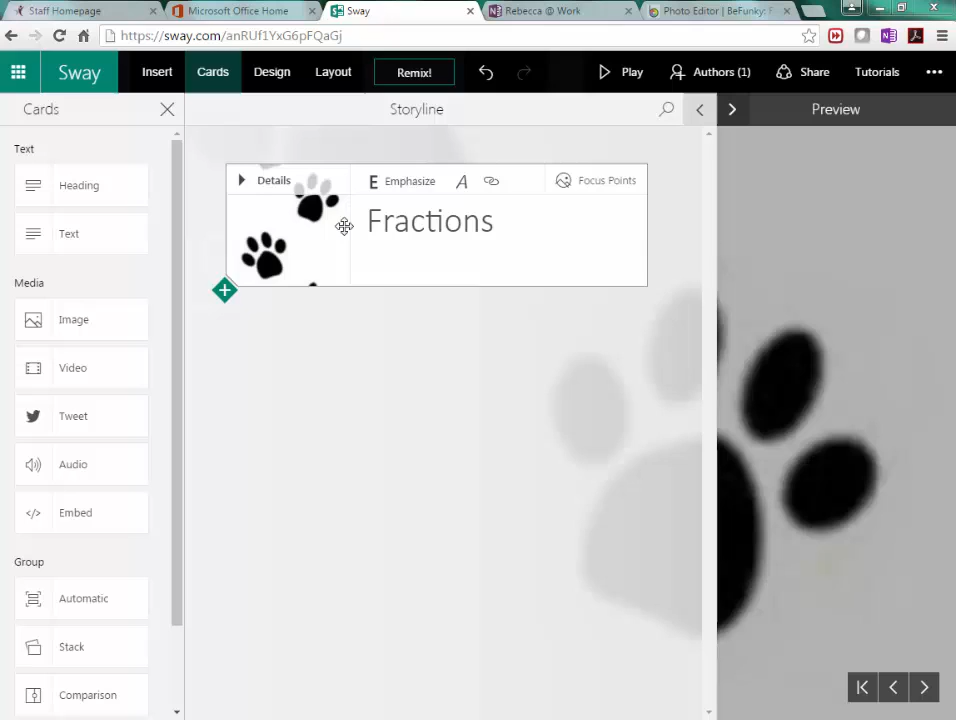 Staff Homepage
Microsoft Office Home
Sway
Rebecca @ Work
Photo Editor | BeFunky: F
https://sway.com/anRUf1YxG6pFQaGj
Sway
Insert
Cards
Design
Layout
Remix!
Play
Authors (1)
Share
Tutorials
Cards
Storyline
Preview
Text
Heading
Text
Media
Image
Video
Tweet
Audio
Embed
Group
Automatic
Stack
Comparison
Details
E Emphasize
A
Focus Points
Fractions